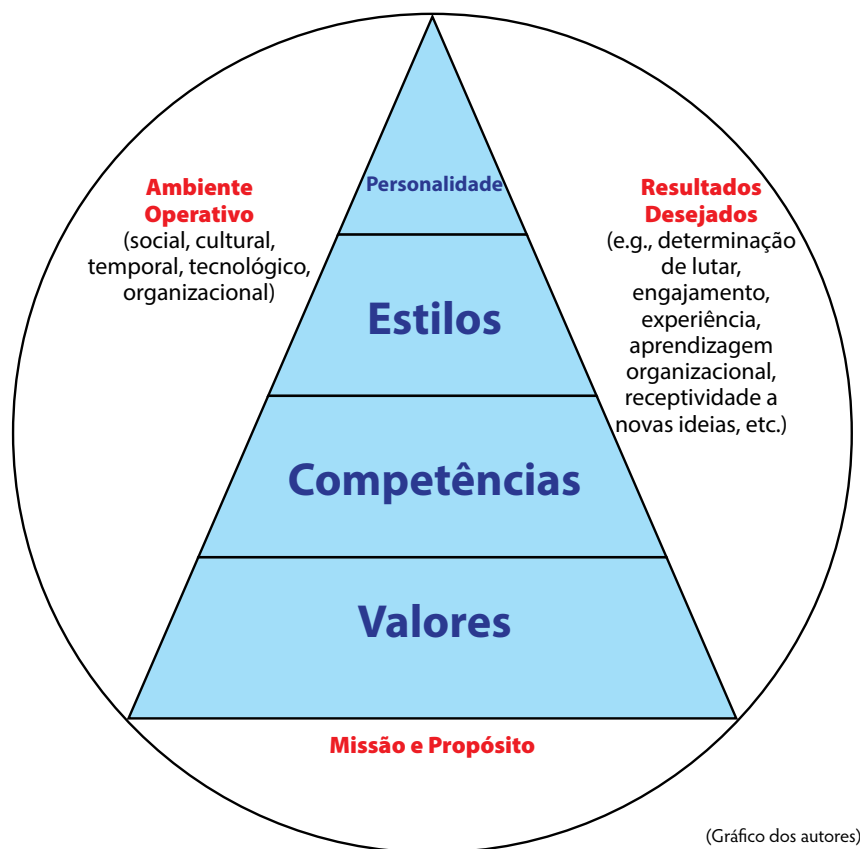 Personalidade
Ambiente
Operativo
(social, cultural,
temporal, tecnológico,
organizacional)
Resultados
Desejados
(e.g., determinação
de lutar,
engajamento,
experiência,
aprendizagem
organizacional,
receptividade a
novas ideias, etc.)
Estilos
Competências
Valores
Missão e Propósito
(Gráfico dos autores)